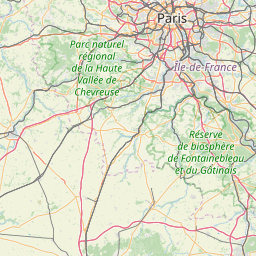 Paris
Parc naturel
régional
de la Haute
Vallée de
Chevreuse
Île-de-France
Réserve
de biosphère
de Fontainebleau
et du Gâtinais